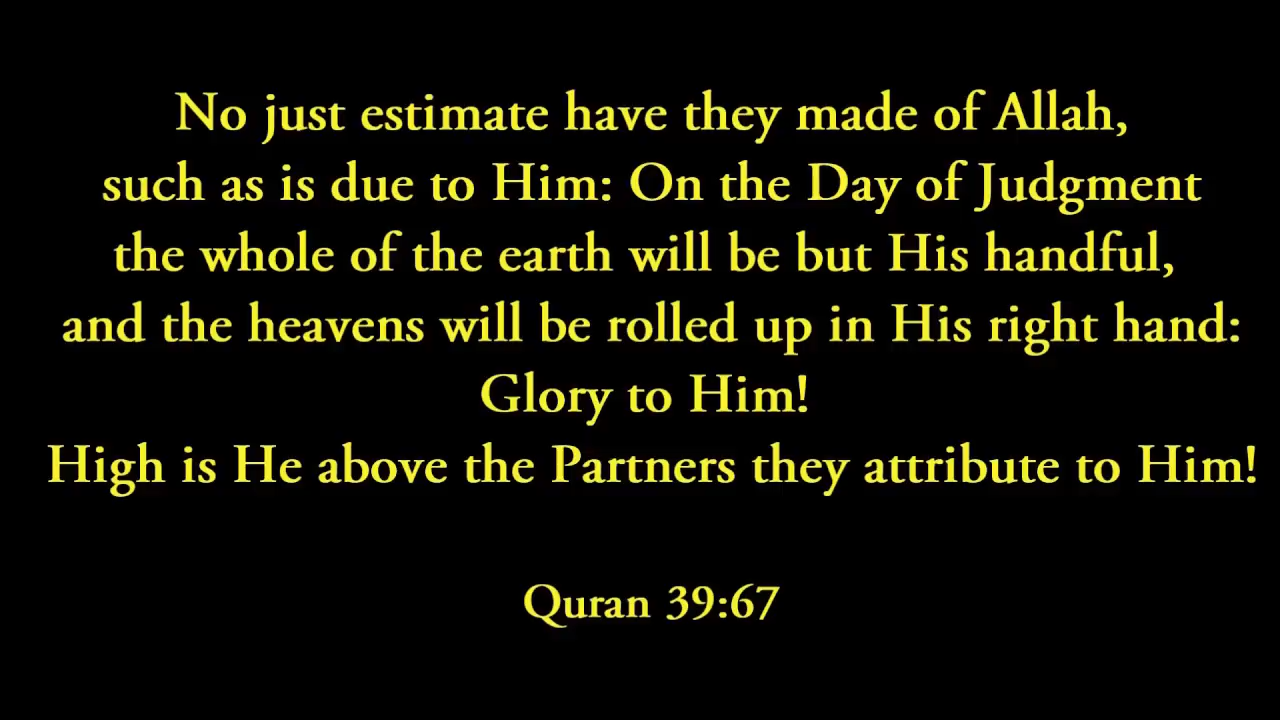 No just estimate have they made of Allah,
such as is due to Him: On the Day of Judgment
the whole of the earth will be but His handful,
and the heavens will be rolled up in His right hand:
Glory to Him!
High is He above the Partners they attribute to Him!
Quran 39:67